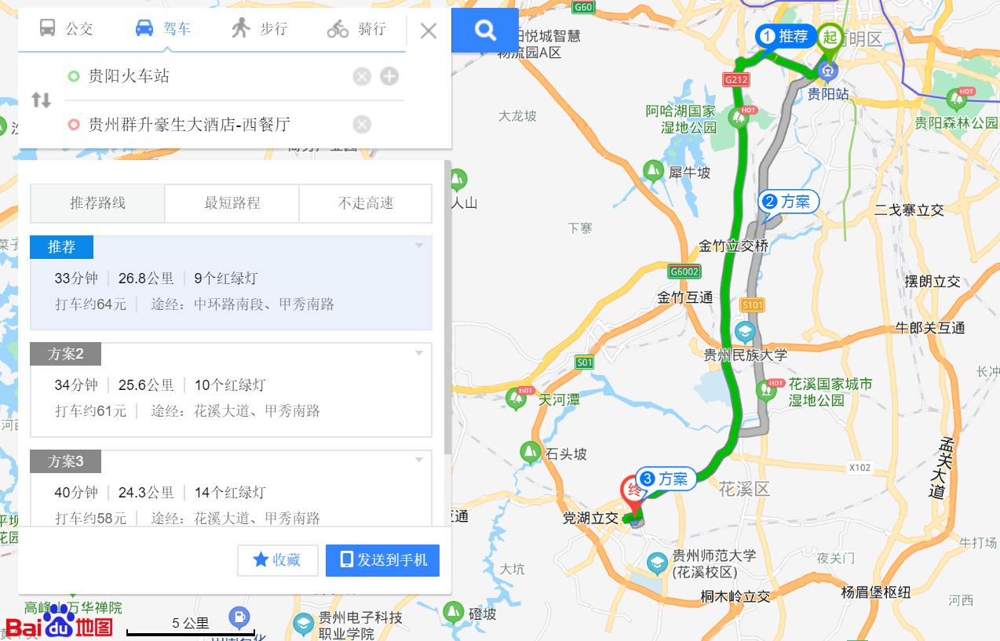 公交
驾车
步行
骑行
贵阳火车站
贵州群升豪生大酒店-西餐厅
推荐路线
最短路程
不走高速
推荐
33分钟 26.8公里 9个红绿灯
打车约64元 途经：中环路南段、甲秀南路
方案2
34分钟 25.6公里 10个红绿灯
打车约61元 途经：花溪大道、甲秀南路
方案3
40分钟 24.3公里 14个红绿灯
打车约58元 途经：花溪大道、甲秀南路
收藏
发送到手机
G60
阳悦城智慧
物流园A区
1 推荐
起
南明区
G212
贵阳站
HOT
贵阳森林公园
阿哈湖国家
湿地公园
HOT
大龙坡
犀牛坡
人山
2 方案
二戈寨立交
下寨
金竹立交桥
G6002
金竹互通
摆朗立交
S101
牛郎关互通
贵州民族大学
S01
长冲
HOT
天河潭
HOT
花溪国家城市
湿地公园
石头坡
孟关大道
X102
3 方案
终
花溪区
党湖立交
互通
牛打场
贵州师范大学
(花溪校区)
夜关门
大坑
桐木岭立交
杨眉堡枢纽
河西
磴坡
贵州电子科技
职业学院
高峰山万华禅院
Bai du 地图
5 公里